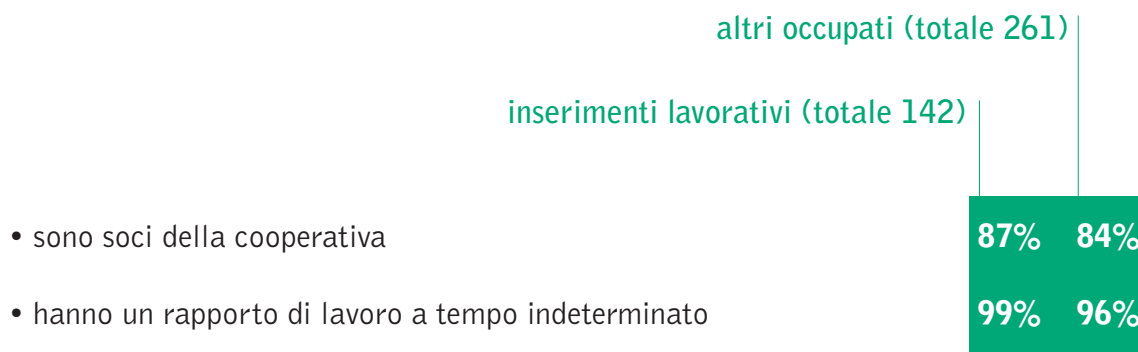 altri occupati (totale 261)
inserimenti lavorativi (totale 142)
• sono soci della cooperativa 87% 84%
• hanno un rapporto di lavoro a tempo indeterminato 99% 96%